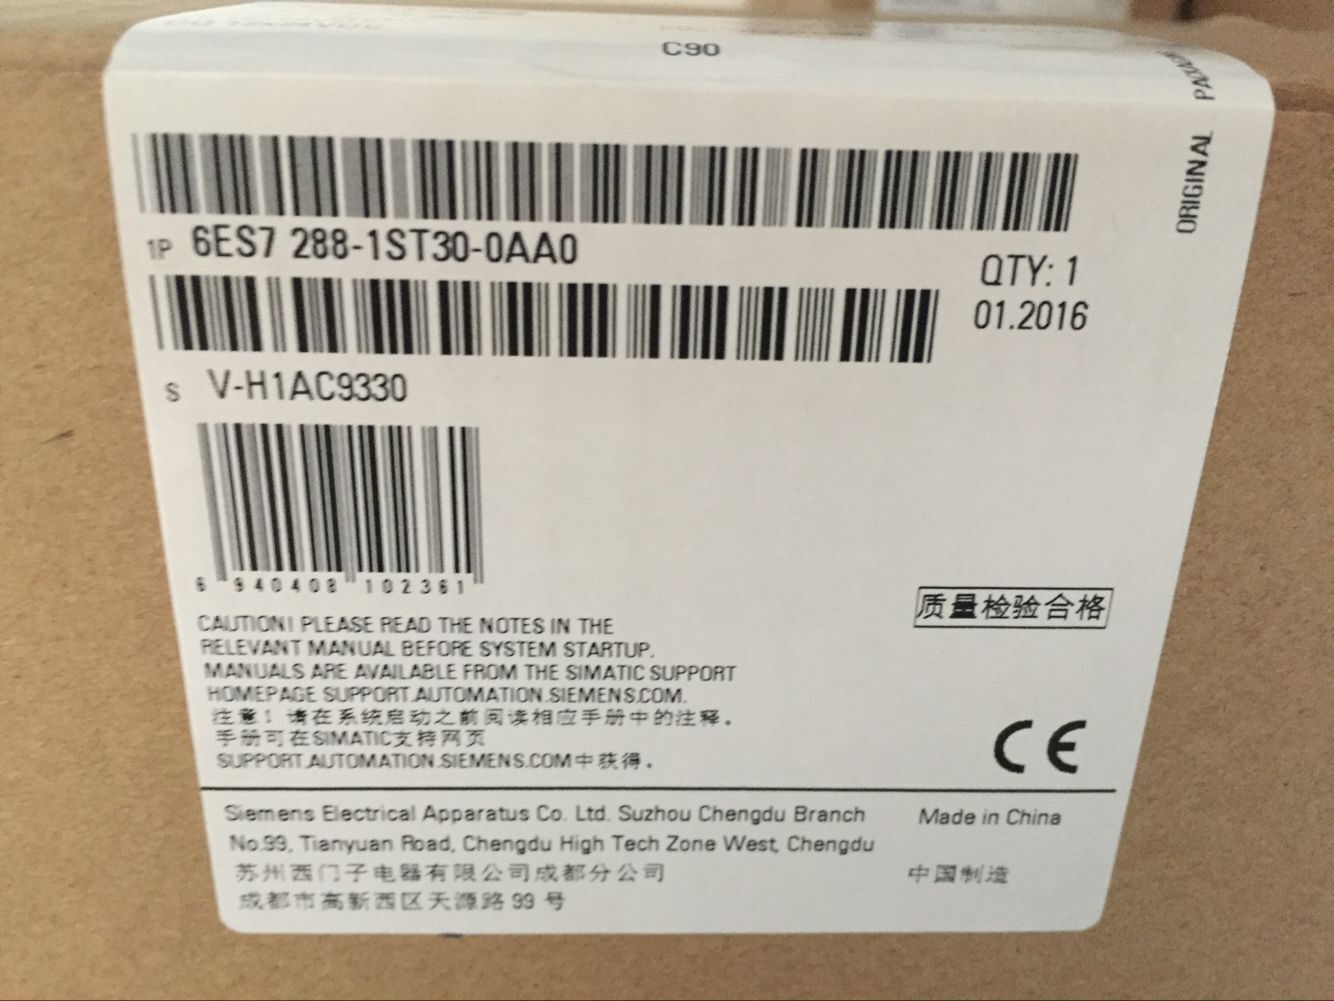 C90
ORIGINAL
1P 6ES7 288-1ST30-0AA0
QTY: 1
01.2016
S V-H1AC9330
6 940408 102361
CAUTION! PLEASE READ THE NOTES IN THE
RELEVANT MANUAL BEFORE SYSTEM STARTUP.
MANUALS ARE AVAILABLE FROM THE SIMATIC SUPPORT
HOMEPAGE SUPPORT.AUTOMATION.SIEMENS.COM.
注意！请在系统启动之前阅读相应手册中的注释。
手册可在SIMATIC支持网页
SUPPORT.AUTOMATION.SIEMENS.COM中获得。
质量检验合格
CE
Siemens Electrical Apparatus Co. Ltd. Suzhou Chengdu Branch
No.99, Tianyuan Road, Chengdu High Tech Zone West, Chengdu
苏州西门子电器有限公司成都分公司
成都市高新西区天源路 99 号
Made in China
中国制造